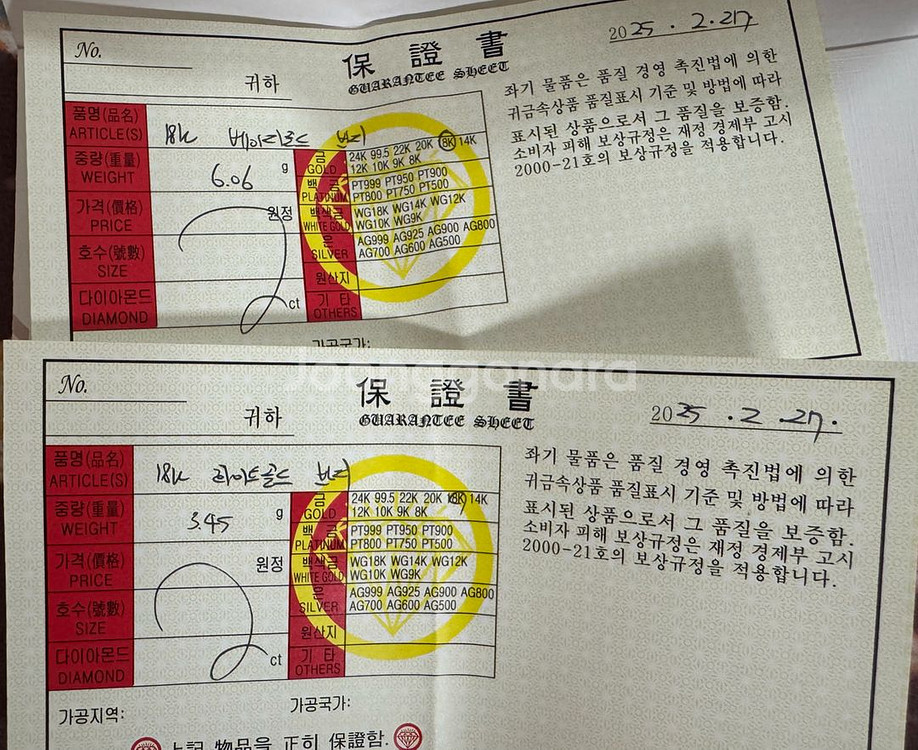 No.
귀하
保 證 書
GUARANTEE SHEET
2025 . 2. 27
품명(品名)
ARTICLE(S)
18K 베이지골드 반지
중량(重量)
WEIGHT
6.06 g
가격(價格)
PRICE
원정
호수(號數)
SIZE
다이아몬드
DIAMOND
ct
금
GOLD
24K 99.5 22K 20K 18K 14K
12K 10K 9K 8K
백 금
PLATINUM
PT999 PT950 PT900
PT800 PT750 PT500
백색금
WHITE GOLD
WG18K WG14K WG12K
WG10K WG9K
은
SILVER
AG999 AG925 AG900 AG800
AG700 AG600 AG500
원산지
기 타
OTHERS
가공국가:
좌기 물품은 품질 경영 촉진법에 의한
귀금속상품 품질표시 기준 및 방법에 따라
표시된 상품으로서 그 품질을 보증함.
소비자 피해 보상규정은 재정 경제부 고시
2000-21호의 보상규정을 적용합니다.
Joonggonara
No.
귀하
保 證 書
GUARANTEE SHEET
2025 . 2 .27.
품명(品名)
ARTICLE(S)
18K 라이트골드 반지
중량(重量)
WEIGHT
3.45 g
가격(價格)
PRICE
원정
호수(號數)
SIZE
다이아몬드
DIAMOND
ct
금
GOLD
24K 99.5 22K 20K 18K 14K
12K 10K 9K 8K
백 금
PLATINUM
PT999 PT950 PT900
PT800 PT750 PT500
백색금
WHITE GOLD
WG18K WG14K WG12K
WG10K WG9K
은
SILVER
AG999 AG925 AG900 AG800
AG700 AG600 AG500
원산지
기 타
OTHERS
가공지역:
가공국가:
좌기 물품은 품질 경영 촉진법에 의한
귀금속상품 품질표시 기준 및 방법에 따라
표시된 상품으로서 그 품질을 보증함.
소비자 피해 보상규정은 재정 경제부 고시
2000-21호의 보상규정을 적용합니다.
上記 物品을 正히 保證함.